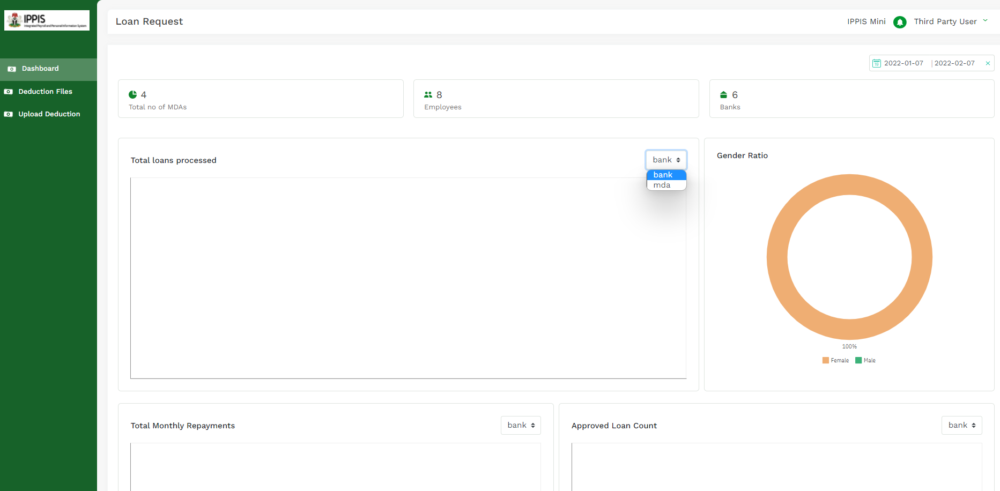 IPPIS
Integrated Payroll and Personal Information System
Loan Request
IPPIS Mini
Third Party User
Dashboard
Deduction Files
Upload Deduction
19
2022-01-07 | 2022-02-07 ×
4
Total no of MDAs
8
Employees
6
Banks
Total loans processed
bank
bank
mda
Gender Ratio
100%
Female
Male
Total Monthly Repayments
bank
Approved Loan Count
bank